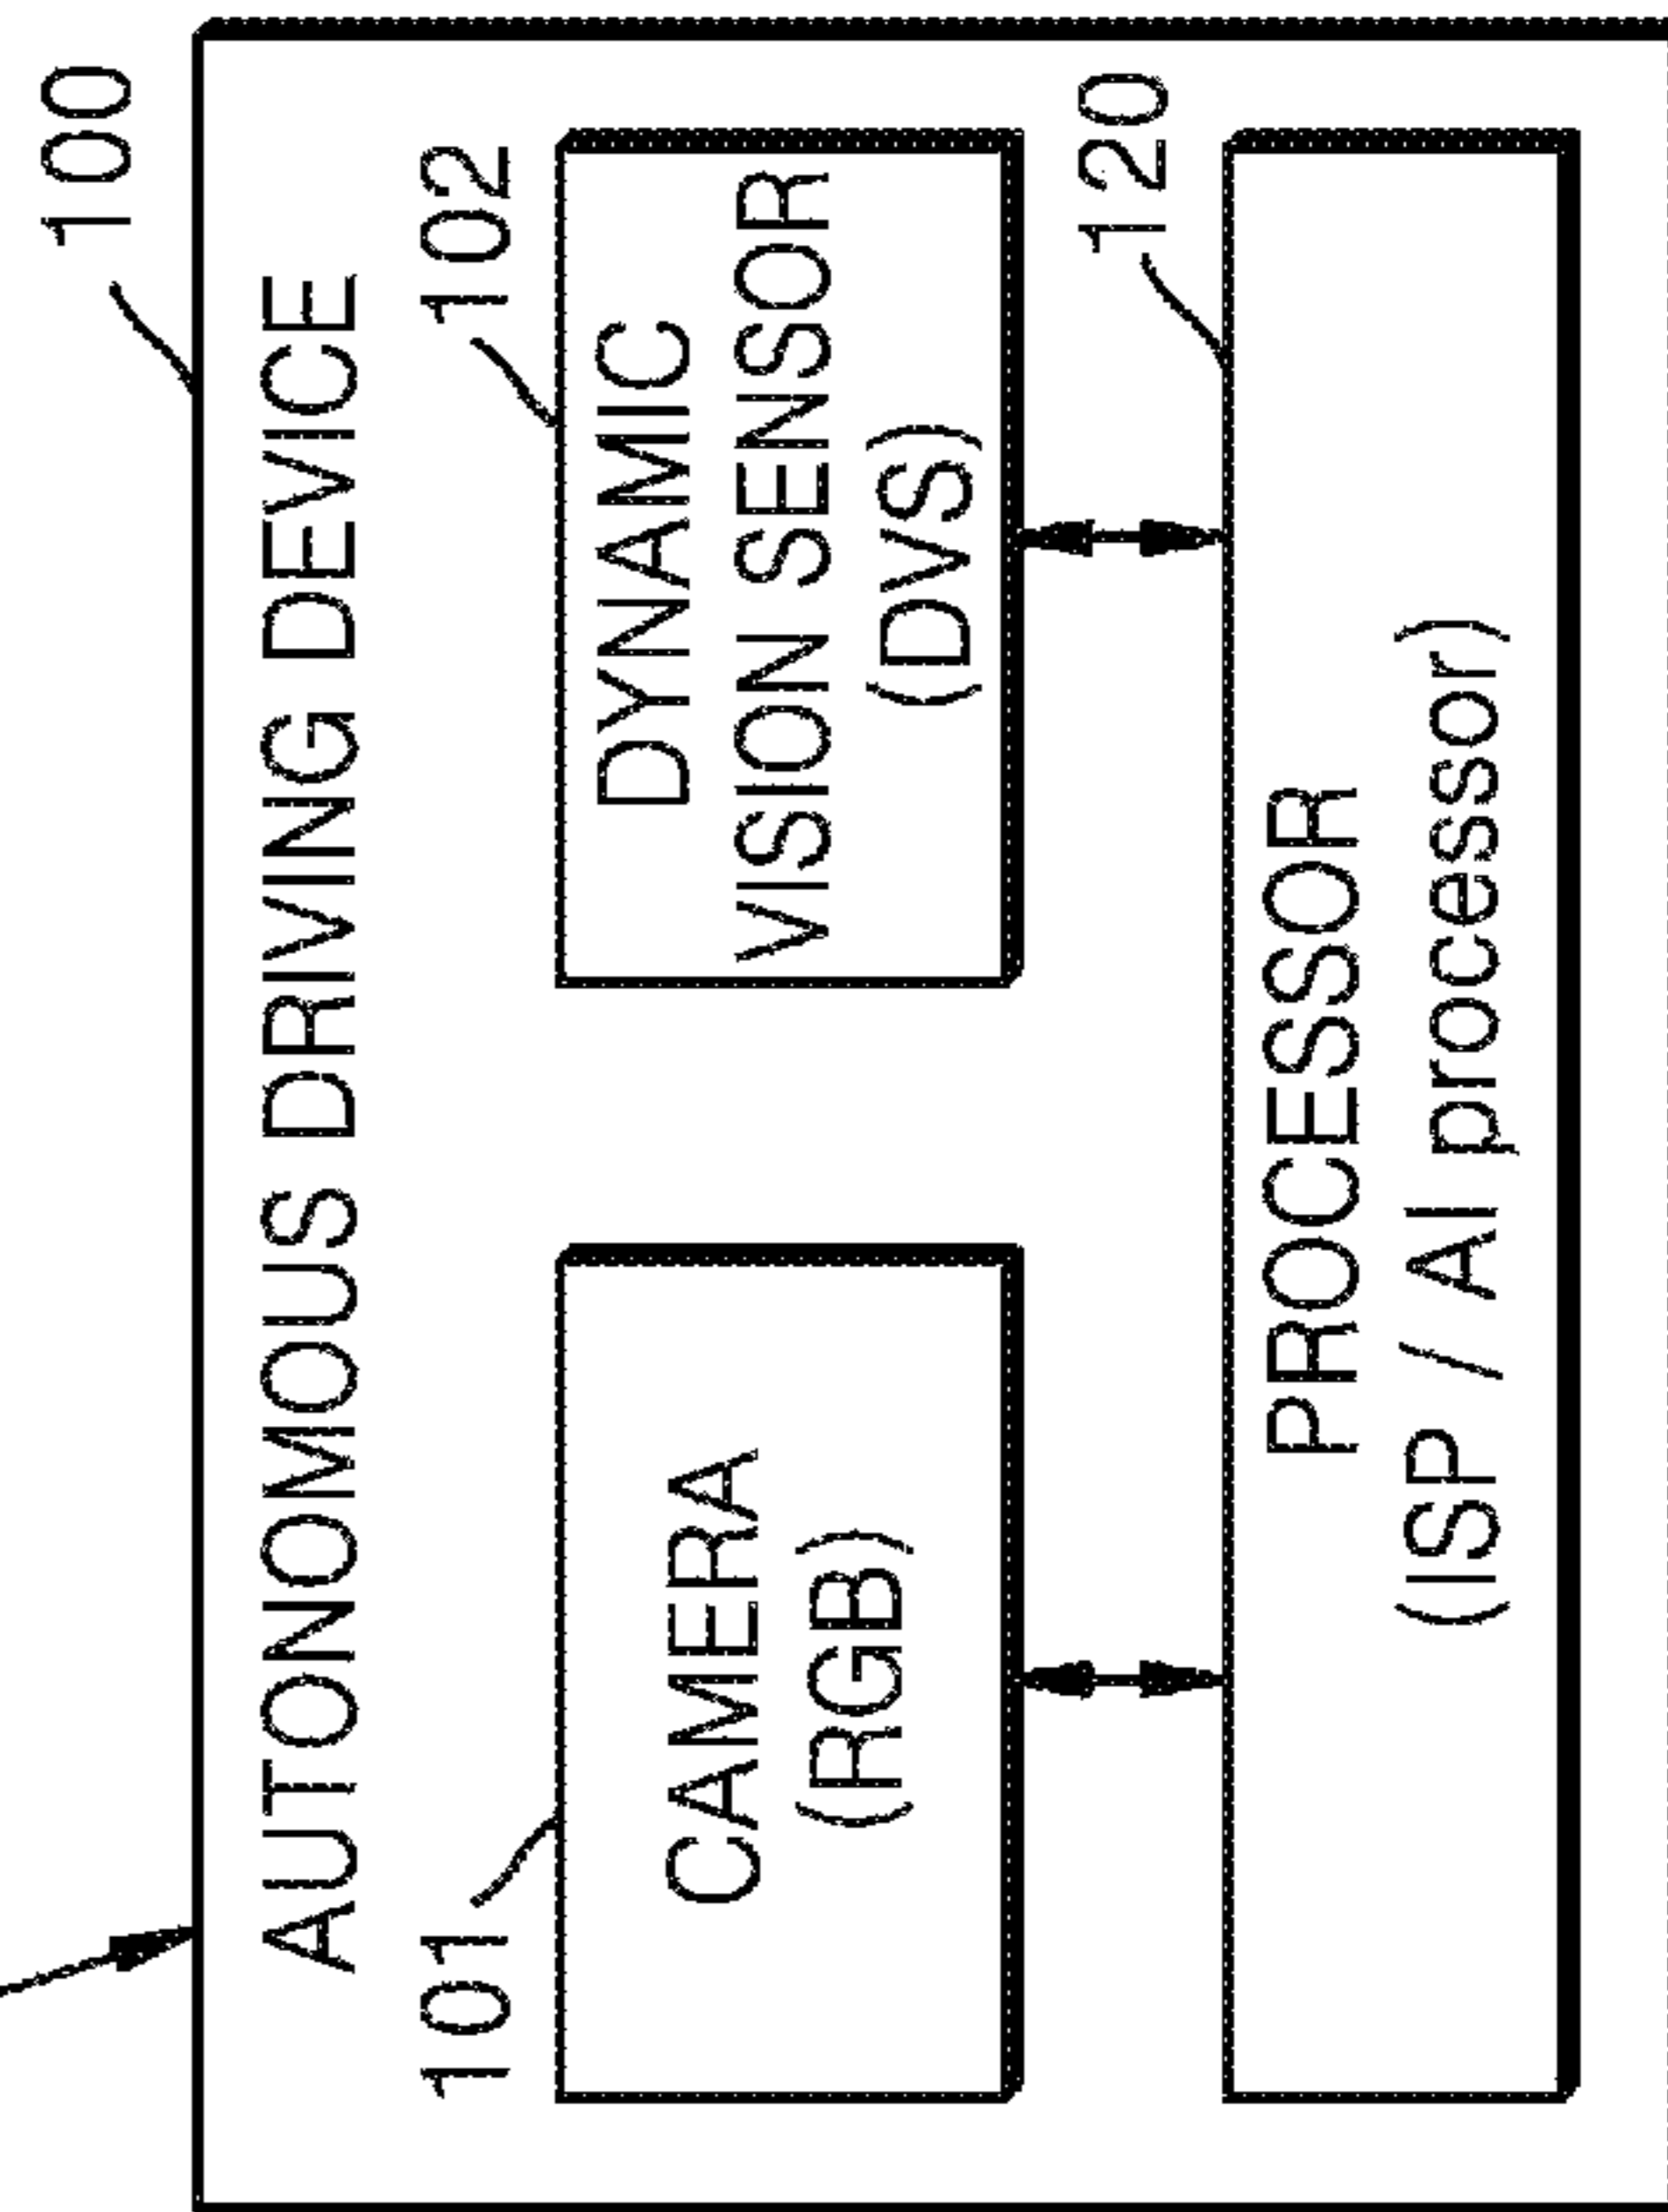 100
AUTONOMOUS DRIVING DEVICE
101
CAMERA
(RGB)
102
DYNAMIC
VISION SENSOR
(DVS)
120
PROCESSOR
(ISP / AI processor)